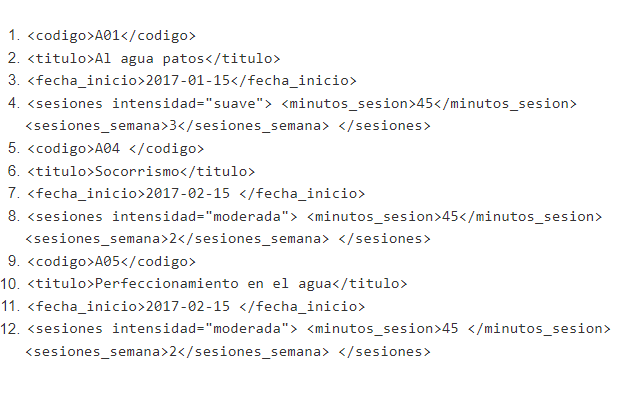 1. <codigo>A01</codigo>
2. <titulo>Al agua patos</titulo>
3. <fecha_inicio>2017-01-15</fecha_inicio>
4. <sesiones intensidad="suave"> <minutos_sesion>45</minutos_sesion>
<sesiones_semana>3</sesiones_semana> </sesiones>
5. <codigo>A04 </codigo>
6. <titulo>Socorrismo</titulo>
7. <fecha_inicio>2017-02-15 </fecha_inicio>
8. <sesiones intensidad="moderada"> <minutos_sesion>45</minutos_sesion>
<sesiones_semana>2</sesiones_semana> </sesiones>
9. <codigo>A05</codigo>
10. <titulo>Perfeccionamiento en el agua</titulo>
11. <fecha_inicio>2017-02-15 </fecha_inicio>
12. <sesiones intensidad="moderada"> <minutos_sesion>45 </minutos_sesion>
<sesiones_semana>2</sesiones_semana> </sesiones>